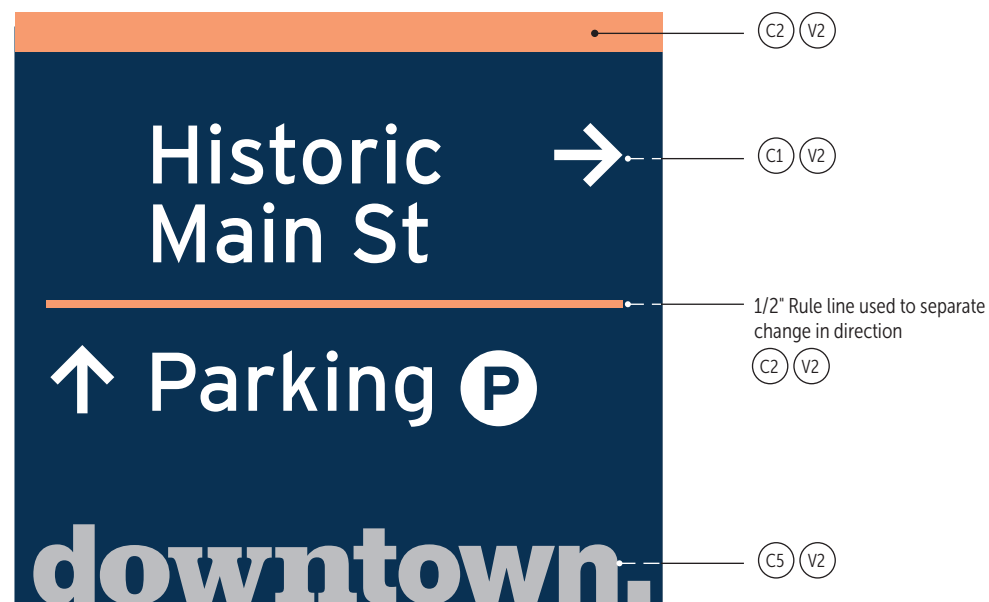 C2 V2
Historic
Main St
C1 V2
1/2" Rule line used to separate
change in direction
C2 V2
Parking P
downtown.
C5 V2